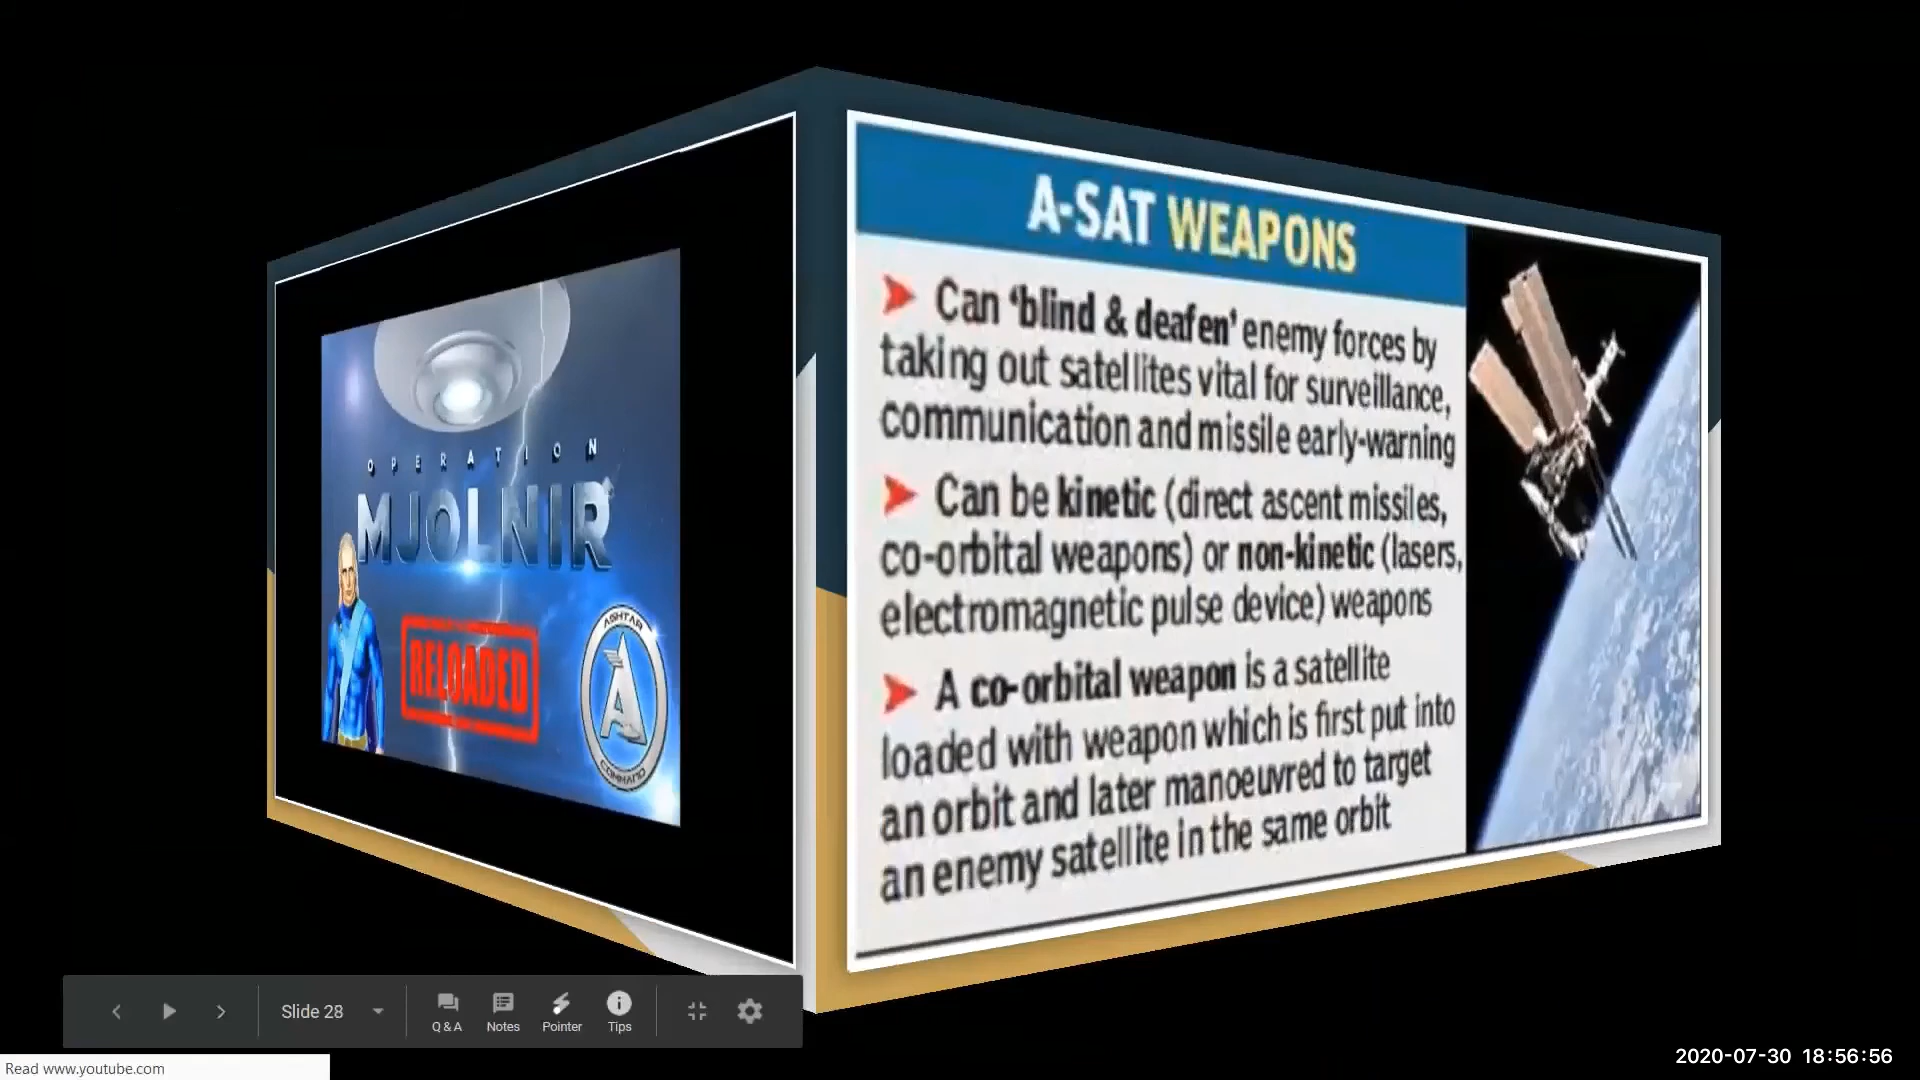 OPERATION
MJOLNIR
RELOADED
ASHTAR
A
COMMAND
A-SAT WEAPONS
Can ‘blind & deafen’ enemy forces by
taking out satellites vital for surveillance,
communication and missile early-warning
Can be kinetic (direct ascent missiles,
co-orbital weapons) or non-kinetic (lasers,
electromagnetic pulse device) weapons
A co-orbital weapon is a satellite
loaded with weapon which is first put into
an orbit and later manoeuvred to target
an enemy satellite in the same orbit
Slide 28
Q & A
Notes
Pointer
Tips
Read www.youtube.com
2020-07-30 18:56:56